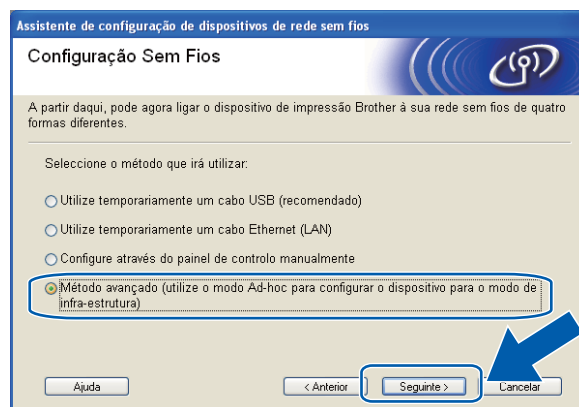 Assistente de configuração de dispositivos de rede sem fios
Configuração Sem Fios
A partir daqui, pode agora ligar o dispositivo de impressão Brother à sua rede sem fios de quatro
formas diferentes.
Seleccione o método que irá utilizar:
Utilize temporariamente um cabo USB (recomendado)
Utilize temporariamente um cabo Ethernet (LAN)
Configure através do painel de controlo manualmente
Método avançado (utilize o modo Ad-hoc para configurar o dispositivo para o modo de
infra-estrutura)
Ajuda < Anterior Seguinte > Cancelar